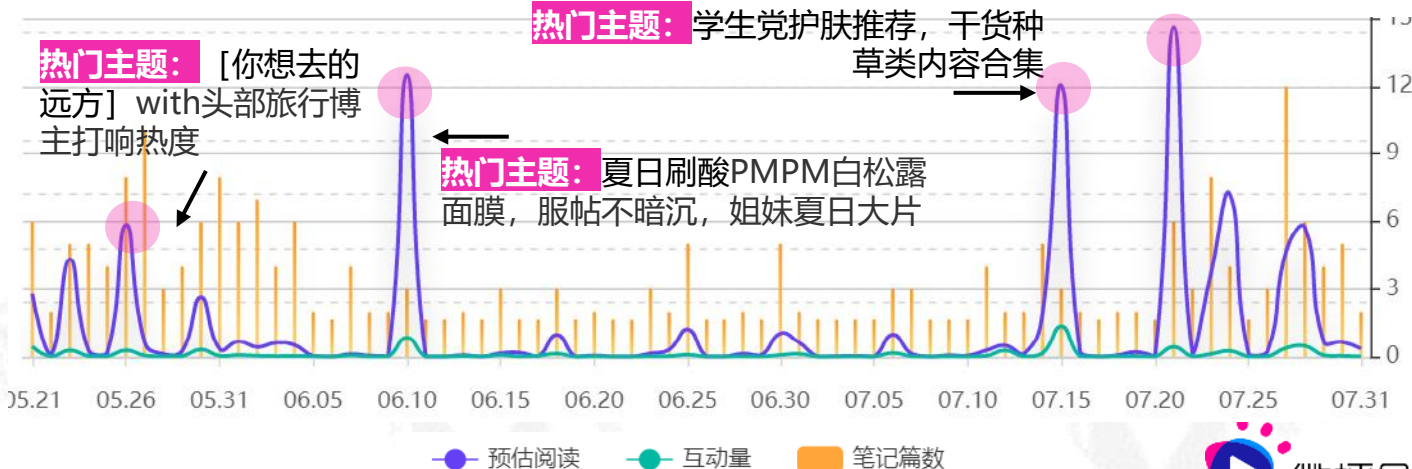 热门主题：学生党护肤推荐，干货种
草类内容合集
热门主题： [你想去的
远方] with头部旅行博
主打响热度
热门主题：夏日刷酸PMPM白松露
面膜，服帖不暗沉，姐妹夏日大片
15
12
9
6
3
0
05.21 05.26 05.31 06.05 06.10 06.15 06.20 06.25 06.30 07.05 07.10 07.15 07.20 07.25 07.31
预估阅读 互动量 笔记篇数